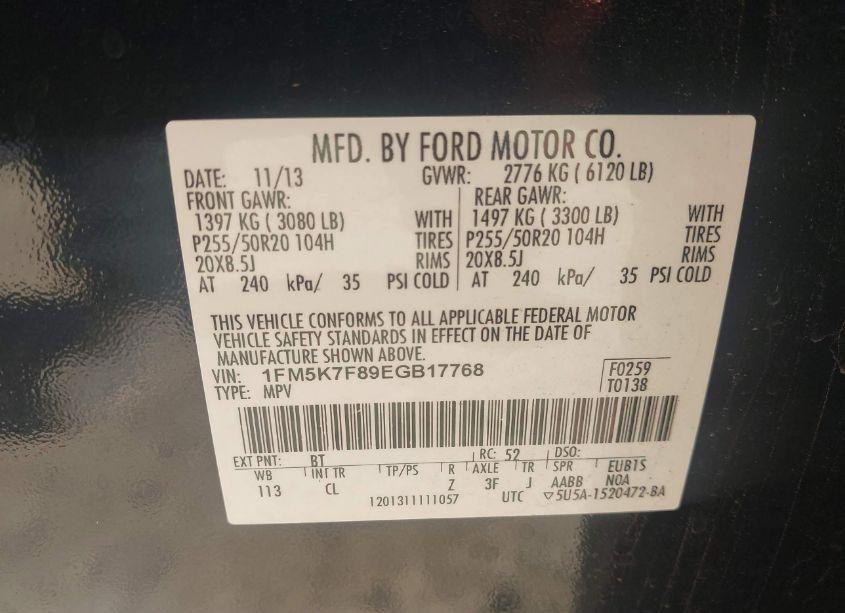 MFD. BY FORD MOTOR CO.
DATE: 11/13 GVWR: 2776 KG ( 6120 LB)
FRONT GAWR: REAR GAWR:
1397 KG ( 3080 LB) WITH 1497 KG ( 3300 LB) WITH
P255/50R20 104H TIRES P255/50R20 104H TIRES
20X8.5J RIMS 20X8.5J RIMS
AT 240 kPa/ 35 PSI COLD AT 240 kPa/ 35 PSI COLD
THIS VEHICLE CONFORMS TO ALL APPLICABLE FEDERAL MOTOR
VEHICLE SAFETY STANDARDS IN EFFECT ON THE DATE OF
MANUFACTURE SHOWN ABOVE.
VIN: 1FM5K7F89EGB17768 F0259
TYPE: MPV T0138
EXT PNT: BT RC: 52 DSO:
WB INT TR TP/PS R AXLE TR SPR EUB1S
113 CL Z 3F J AABB NOA
1201311111057 UTC ▽5U5A-1520472-BA